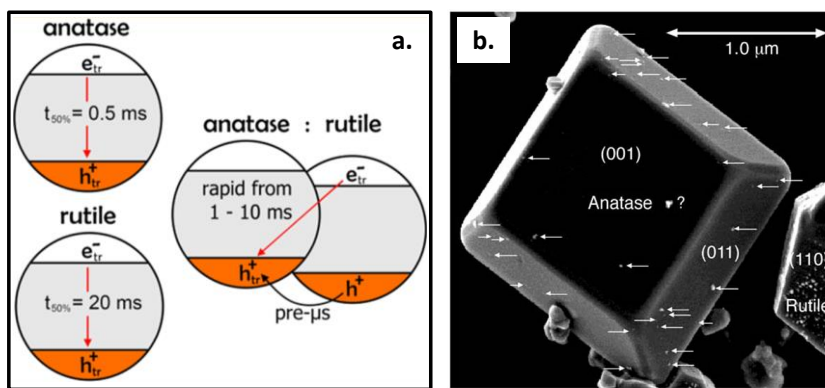 a.
anatase
e⁻tr
t50% = 0.5 ms
h⁺tr
rutile
e⁻tr
t50% = 20 ms
h⁺tr
anatase : rutile
e⁻tr
rapid from
1 - 10 ms
h⁺tr
h⁺
pre-µs
b.
1.0 µm
(001)
Anatase
?
(011)
(110)
Rutile